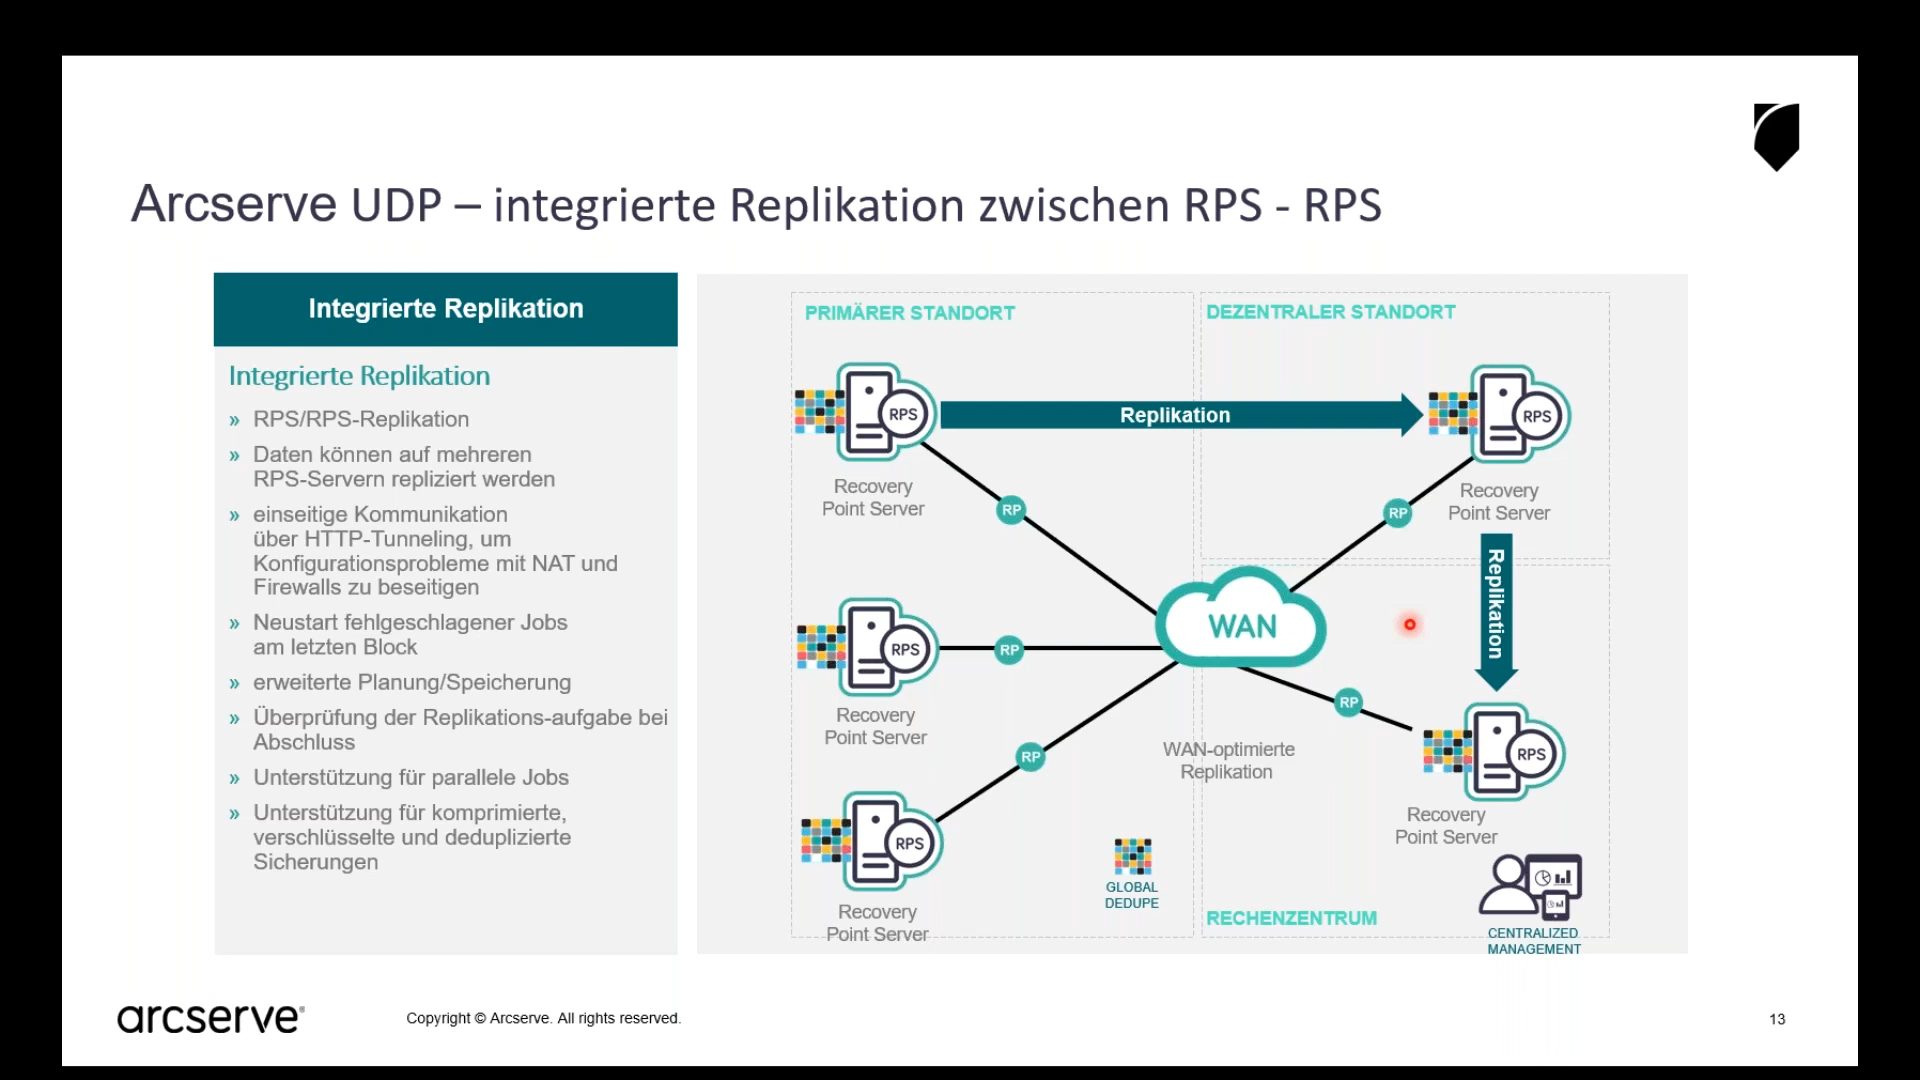 Arcserve UDP – integrierte Replikation zwischen RPS - RPS
Integrierte Replikation
Integrierte Replikation
» RPS/RPS-Replikation
» Daten können auf mehreren
RPS-Servern repliziert werden
» einseitige Kommunikation
über HTTP-Tunneling, um
Konfigurationsprobleme mit NAT und
Firewalls zu beseitigen
» Neustart fehlgeschlagener Jobs
am letzten Block
» erweiterte Planung/Speicherung
» Überprüfung der Replikations-aufgabe bei
Abschluss
» Unterstützung für parallele Jobs
» Unterstützung für komprimierte,
verschlüsselte und deduplizierte
Sicherungen
PRIMÄRER STANDORT
DEZENTRALER STANDORT
RPS
Replikation
RPS
Recovery
Point Server
RP
RP
Recovery
Point Server
Replikation
WAN
RPS
RP
Recovery
Point Server
RP
RP
WAN-optimierte
Replikation
RPS
Recovery
Point Server
RPS
Recovery
Point Server
GLOBAL
DEDUPE
RECHENZENTRUM
CENTRALIZED
MANAGEMENT
arcserve®
Copyright © Arcserve. All rights reserved.
13